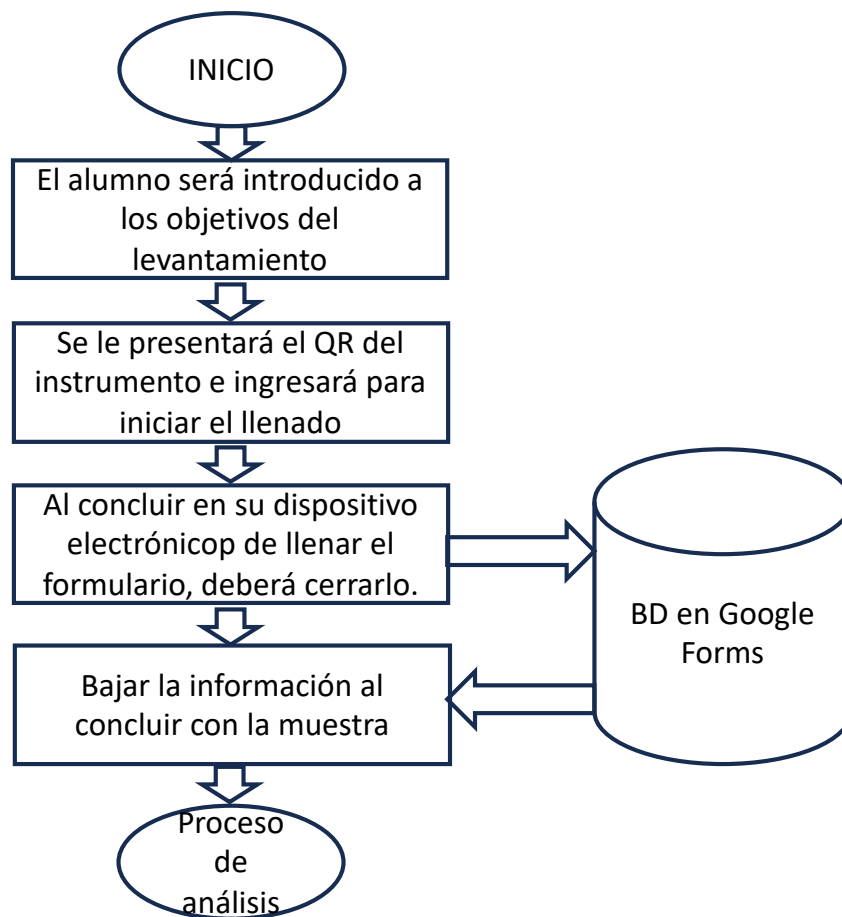 INICIO
El alumno será introducido a
los objetivos del
levantamiento
Se le presentará el QR del
instrumento e ingresará para
iniciar el llenado
Al concluir en su dispositivo
electrónicop de llenar el
formulario, deberá cerrarlo.
BD en Google
Forms
Bajar la información al
concluir con la muestra
Proceso
de
análisis